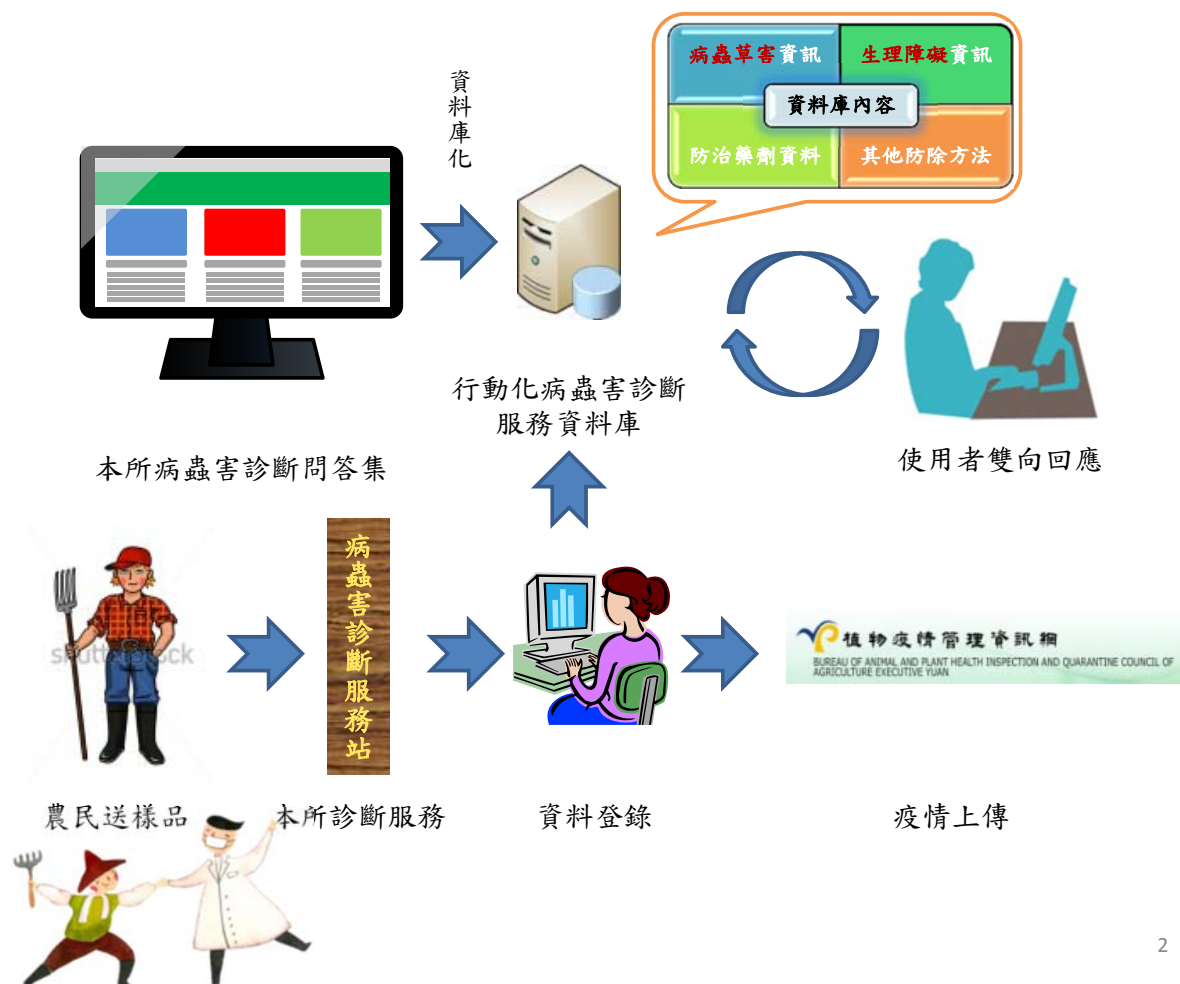 病蟲草害資訊
生理障礙資訊
資料庫內容
防治藥劑資料
其他防除方法
資料庫化
行動化病蟲害診斷
服務資料庫
本所病蟲害診斷問答集
使用者雙向回應
病蟲害診斷服務站
植物疫情管理資訊網
BUREAU OF ANIMAL AND PLANT HEALTH INSPECTION AND QUARANTINE COUNCIL OF
AGRICULTURE EXECUTIVE YUAN
農民送樣品
本所診斷服務
資料登錄
疫情上傳
2